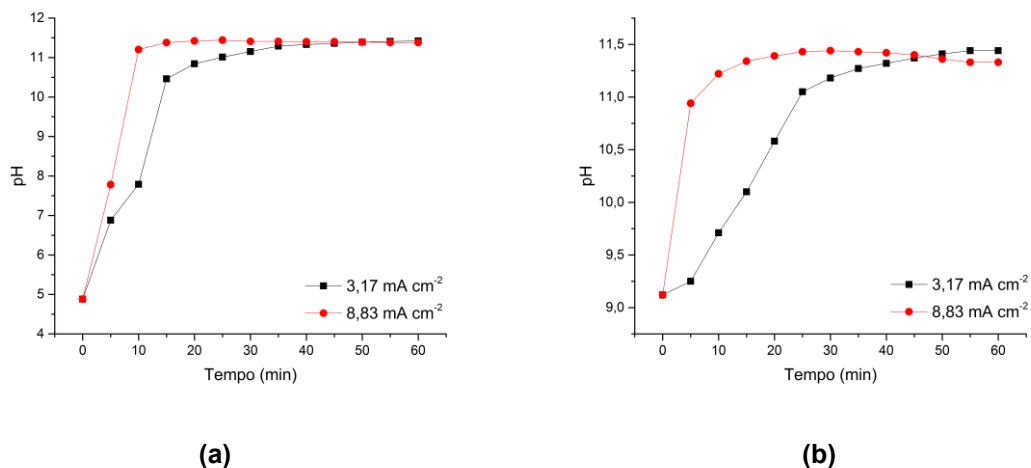 12
11
10
9
8
7
6
5
4
pH
0 10 20 30 40 50 60
Tempo (min)
3,17 mA cm⁻²
8,83 mA cm⁻²
(a)
11,5
11,0
10,5
10,0
9,5
9,0
pH
0 10 20 30 40 50 60
Tempo (min)
3,17 mA cm⁻²
8,83 mA cm⁻²
(b)